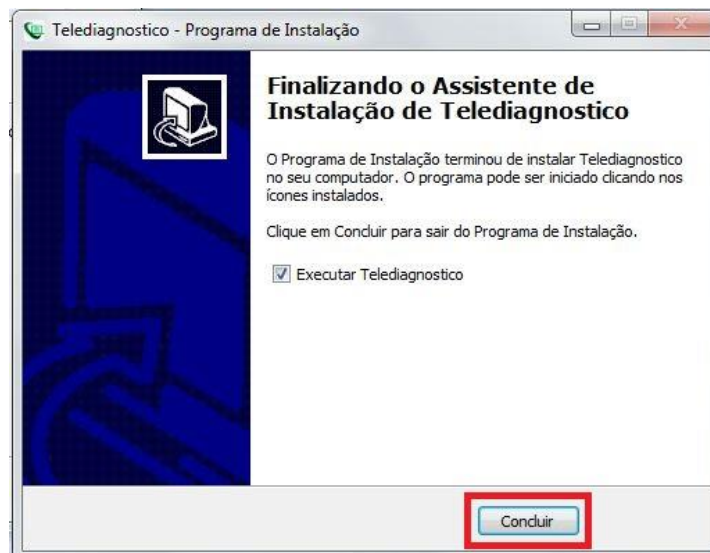 Telediagnostico - Programa de Instalação
Finalizando o Assistente de
Instalação de Telediagnostico
O Programa de Instalação terminou de instalar Telediagnostico
no seu computador. O programa pode ser iniciado clicando nos
ícones instalados.
Clique em Concluir para sair do Programa de Instalação.
Executar Telediagnostico
Concluir